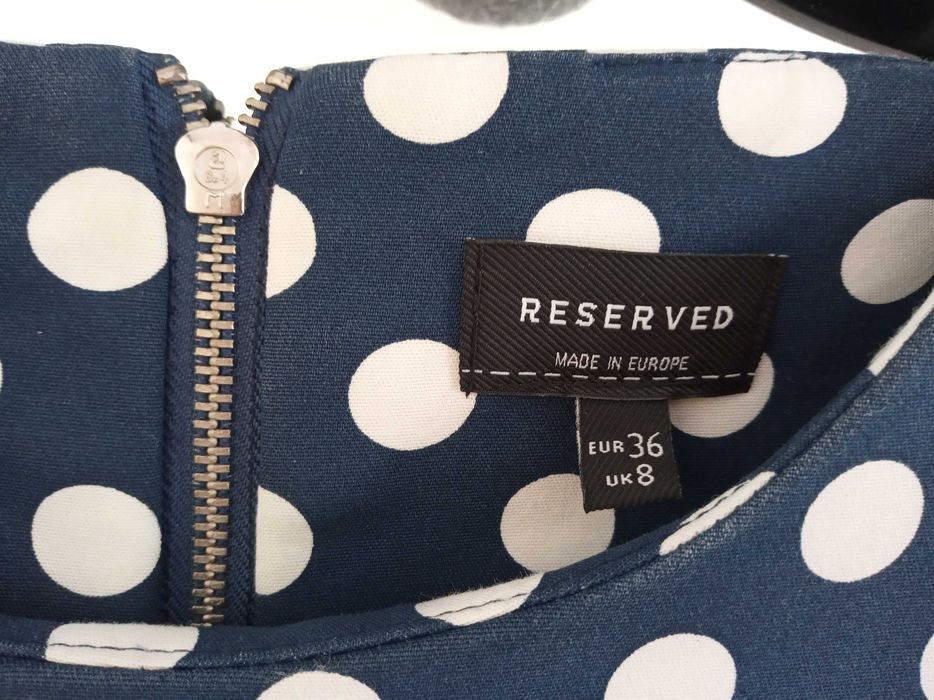 RESERVED
MADE IN EUROPE
EUR 36
UK 8